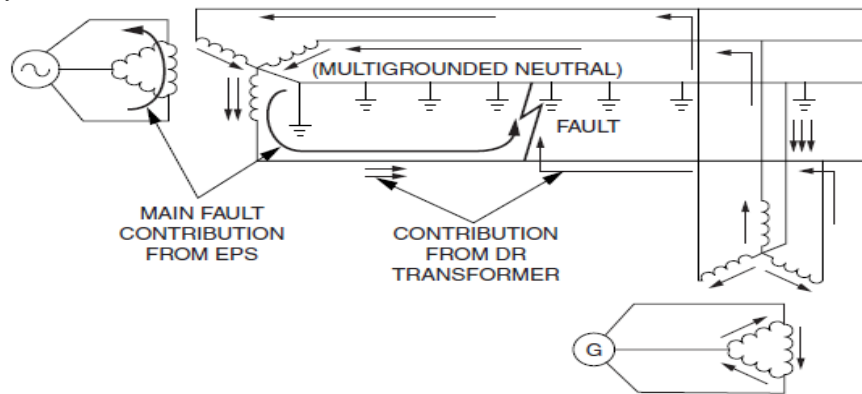 (MULTIGROUNDED NEUTRAL)
FAULT
MAIN FAULT
CONTRIBUTION
FROM EPS
CONTRIBUTION
FROM DR
TRANSFORMER
G